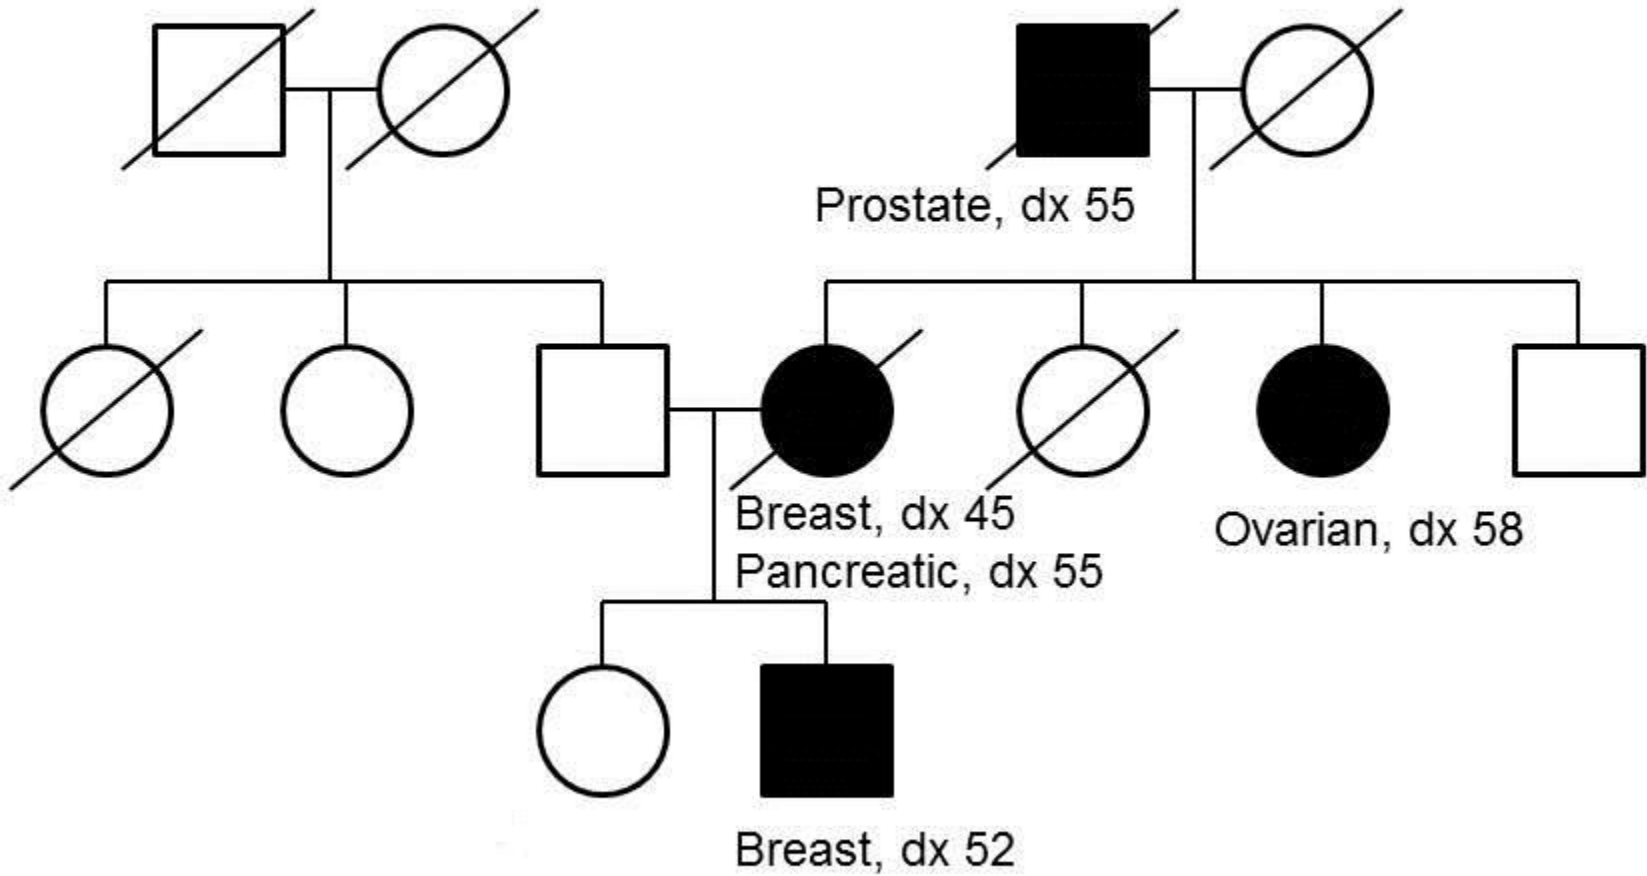 Prostate, dx 55
Breast, dx 45
Pancreatic, dx 55
Ovarian, dx 58
Breast, dx 52